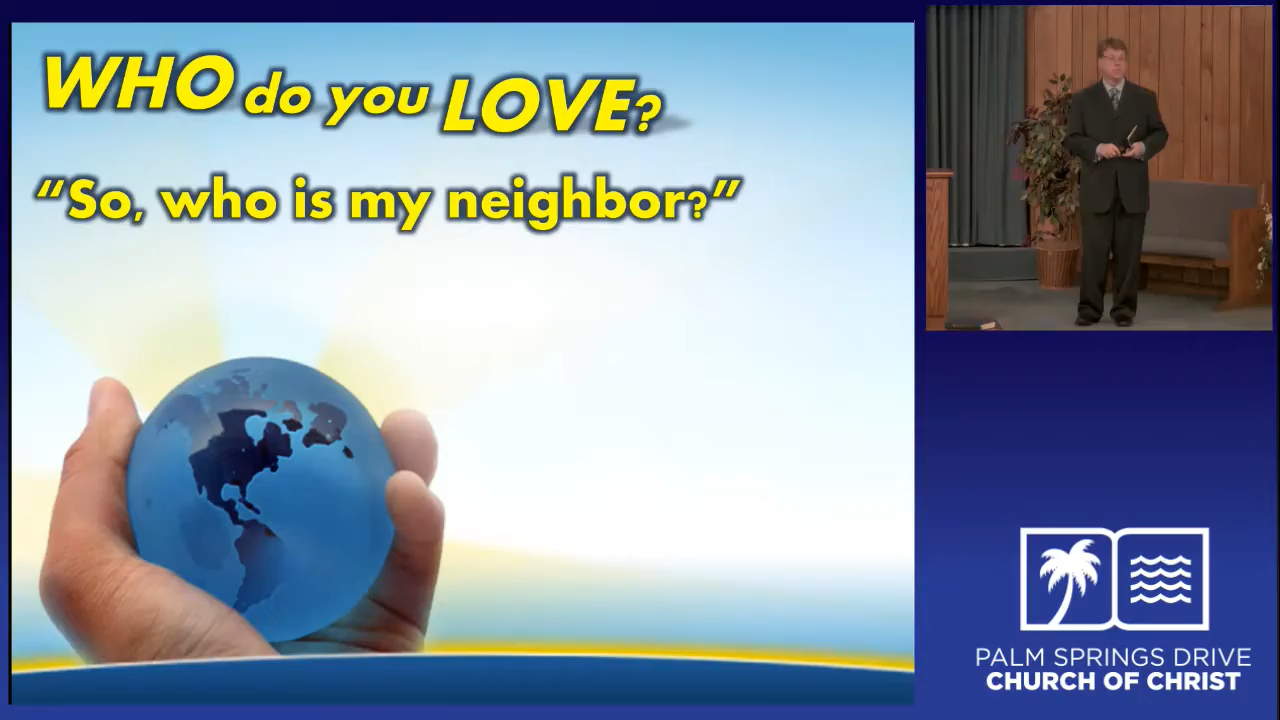 WHO do you LOVE?
“So, who is my neighbor?”
PALM SPRINGS DRIVE
CHURCH OF CHRIST